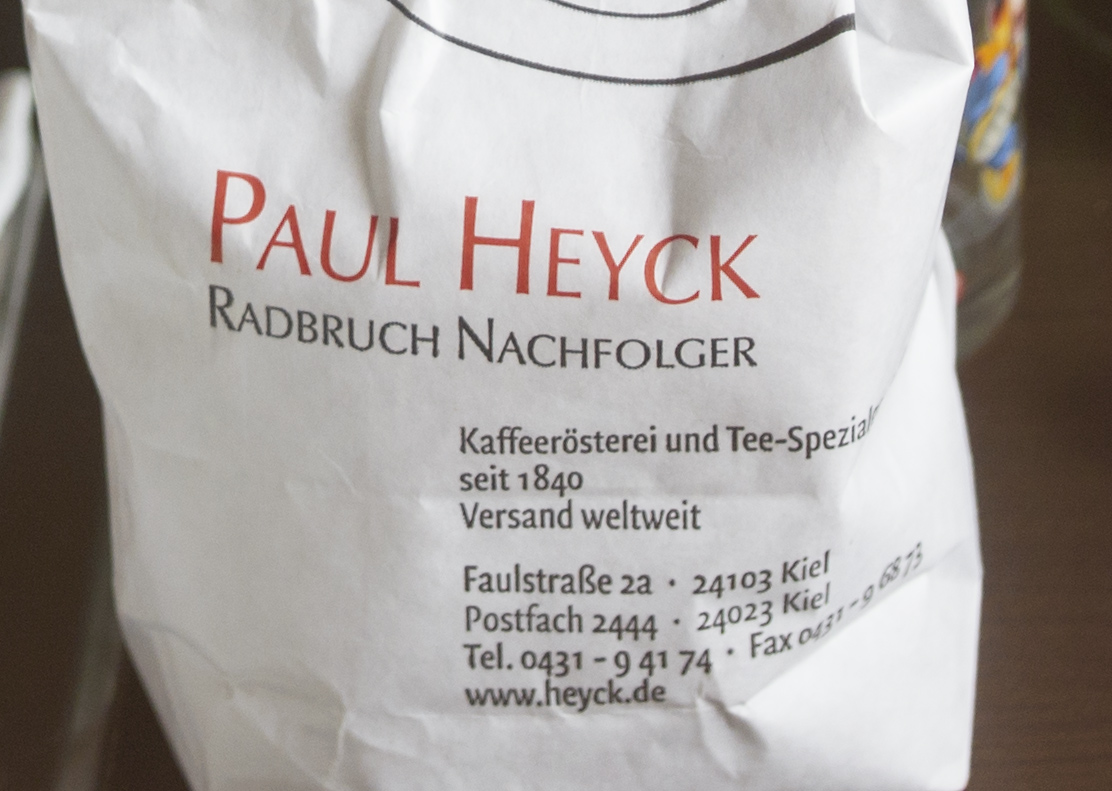 PAUL HEYCK
RADBRUCH NACHFOLGER
Kaffeerösterei und Tee-Spezial
seit 1840
Versand weltweit
Faulstraße 2a · 24103 Kiel
Postfach 2444 · 24023 Kiel
Tel. 0431 - 9 41 74 · Fax 0431 - 9 68 73
www.heyck.de